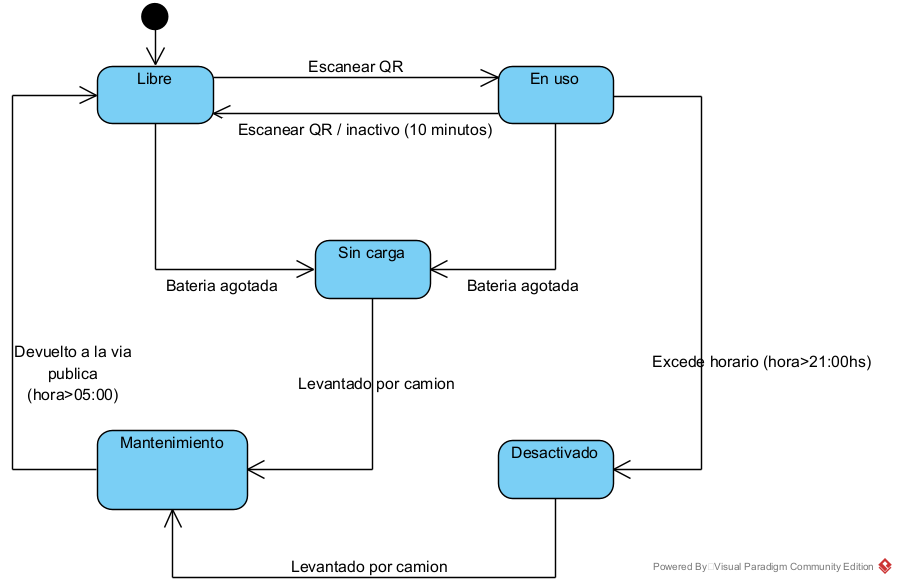 Libre
Escanear QR
En uso
Escanear QR / inactivo (10 minutos)
Sin carga
Bateria agotada
Bateria agotada
Devuelto a la via
publica
(hora>05:00)
Excede horario (hora>21:00hs)
Levantado por camion
Mantenimiento
Desactivado
Levantado por camion
Powered By Visual Paradigm Community Edition